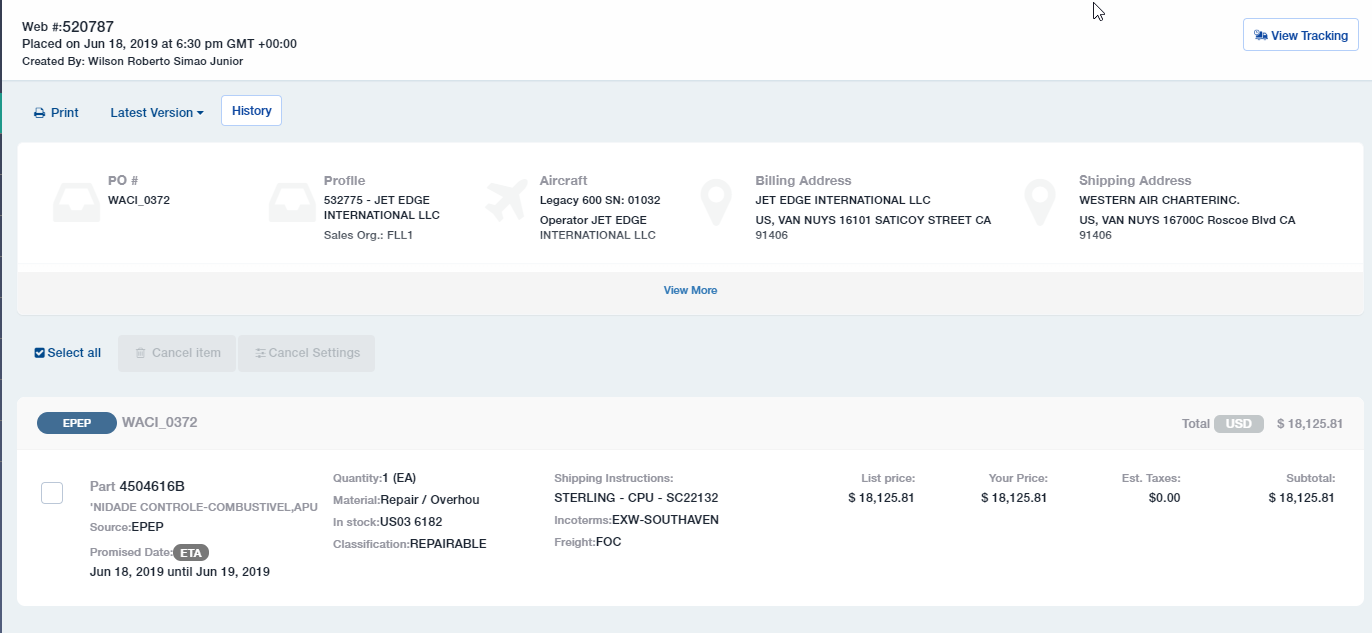 Web #:520787
Placed on Jun 18, 2019 at 6:30 pm GMT +00:00
Created By: Wilson Roberto Simao Junior
View Tracking
Print
Latest Version
History
PO #
WACI_0372
Profile
532775 - JET EDGE
INTERNATIONAL LLC
Sales Org.: FLL1
Aircraft
Legacy 600 SN: 01032
Operator JET EDGE
INTERNATIONAL LLC
Billing Address
JET EDGE INTERNATIONAL LLC
US, VAN NUYS 16101 SATICOY STREET CA
91406
Shipping Address
WESTERN AIR CHARTERINC.
US, VAN NUYS 16700C Roscoe Blvd CA
91406
View More
Select all
Cancel item
Cancel Settings
EPEP WACI_0372
Total USD $ 18,125.81
Part 4504616B
'NIDADE CONTROLE-COMBUSTIVEL,APU
Source:EPEP
Promised Date:ETA
Jun 18, 2019 until Jun 19, 2019
Quantity:1 (EA)
Material:Repair / Overhou
In stock:US03 6182
Classification:REPAIRABLE
Shipping Instructions:
STERLING - CPU - SC22132
Incoterms:EXW-SOUTHAVEN
Freight:FOC
List price:
$ 18,125.81
Your Price:
$ 18,125.81
Est. Taxes:
$0.00
Subtotal:
$ 18,125.81